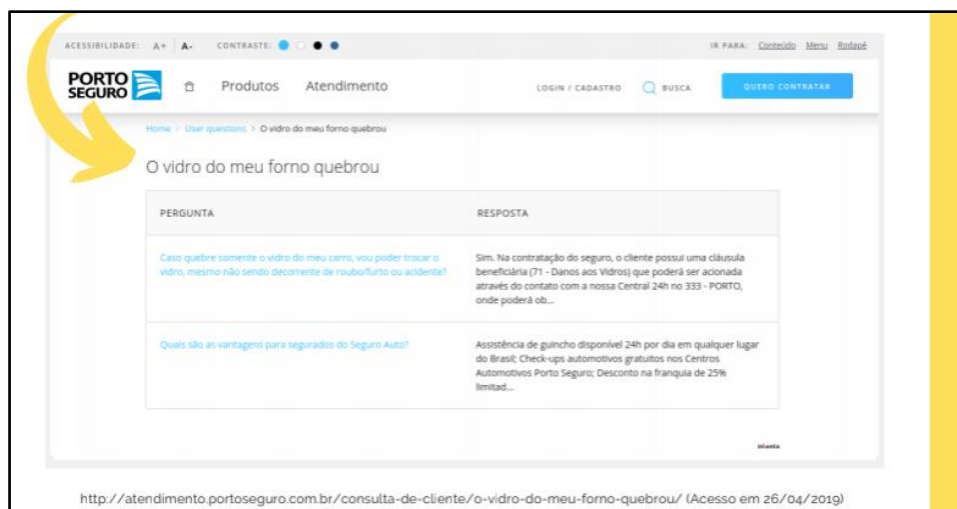 ACESSIBILIDADE: A+ A- CONTRASTE: IR PARA: Conteúdo Menu Rodapé
PORTO
SEGURO
Produtos Atendimento LOGIN / CADASTRO BUSCA QUERO CONTRATAR
Home > User questions > O vidro do meu forno quebrou
O vidro do meu forno quebrou
PERGUNTA RESPOSTA
Caso quebre somente o vidro do meu carro, vou poder trocar o
vidro, mesmo não sendo decorrente de roubo/furto ou acidente?
Sim. Na contratação do seguro, o cliente possui uma cláusula
beneficiária (71 - Danos aos Vidros) que poderá ser acionada
através do contato com a nossa Central 24h no 333 - PORTO,
onde poderá ob...
Quais são as vantagens para segurados do Seguro Auto?
Assistência de guincho disponível 24h por dia em qualquer lugar
do Brasil; Check-ups automotivos gratuitos nos Centros
Automotivos Porto Seguro; Desconto na franquia de 25%
limitad...
http://atendimento.portoseguro.com.br/consulta-de-cliente/o-vidro-do-meu-forno-quebrou/ (Acesso em 26/04/2019)